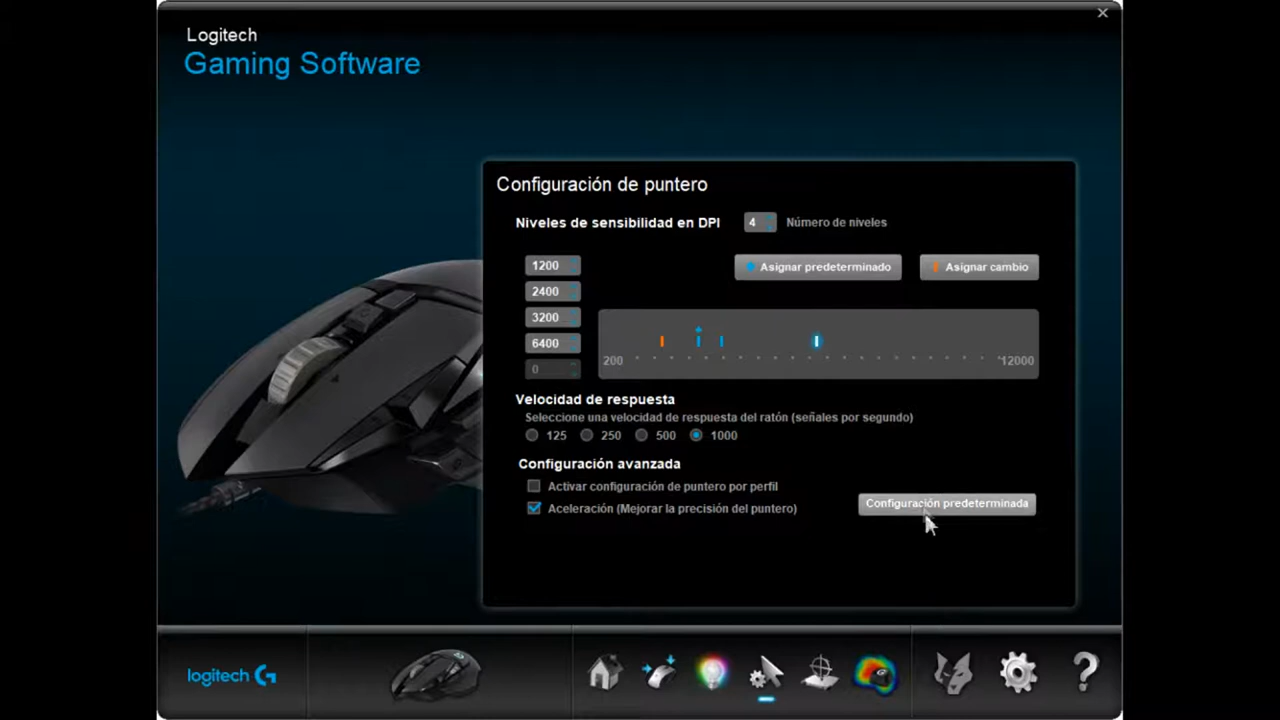 Logitech
Gaming Software
Configuración de puntero
Niveles de sensibilidad en DPI 4 Número de niveles
1200 Asignar predeterminado Asignar cambio
2400
3200
6400
0
200 12000
Velocidad de respuesta
Seleccione una velocidad de respuesta del ratón (señales por segundo)
125 250 500 1000
Configuración avanzada
Activar configuración de puntero por perfil
Aceleración (Mejorar la precisión del puntero) Configuración predeterminada
logitech G